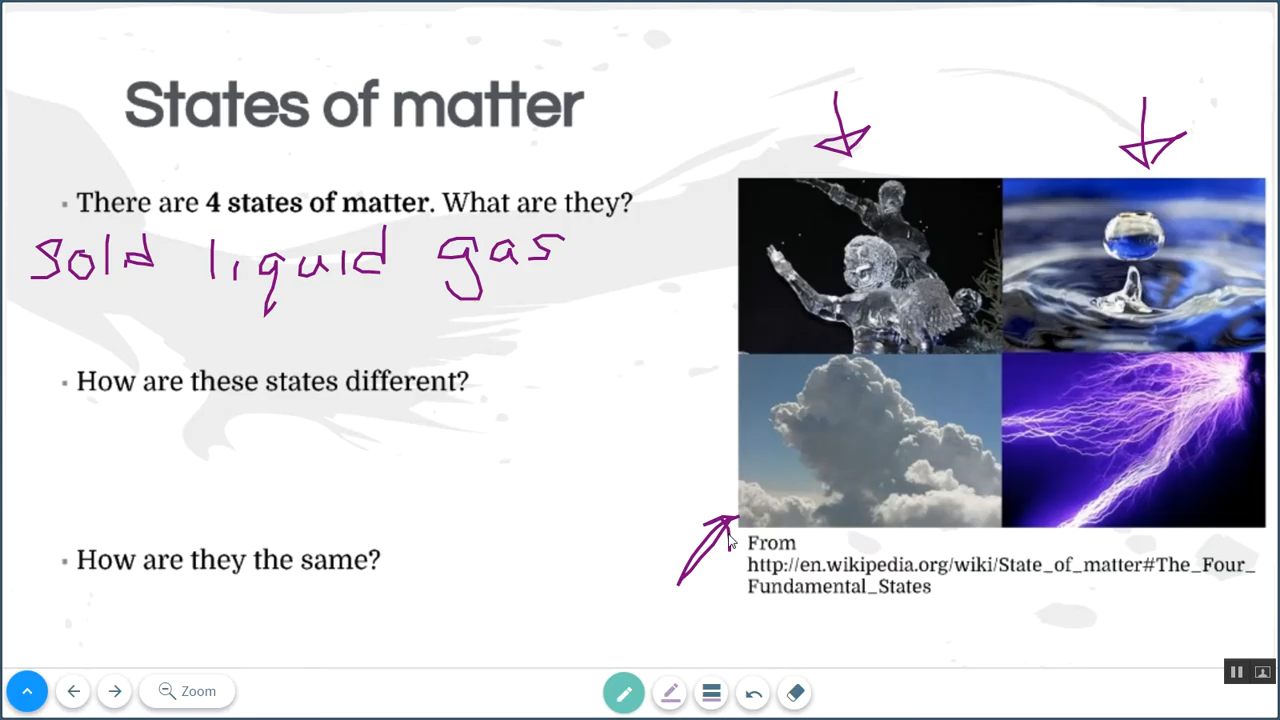 States of matter
There are 4 states of matter. What are they?
sold liquid gas
How are these states different?
How are they the same?
From
http://en.wikipedia.org/wiki/State_of_matter#The_Four_
Fundamental_States
Zoom